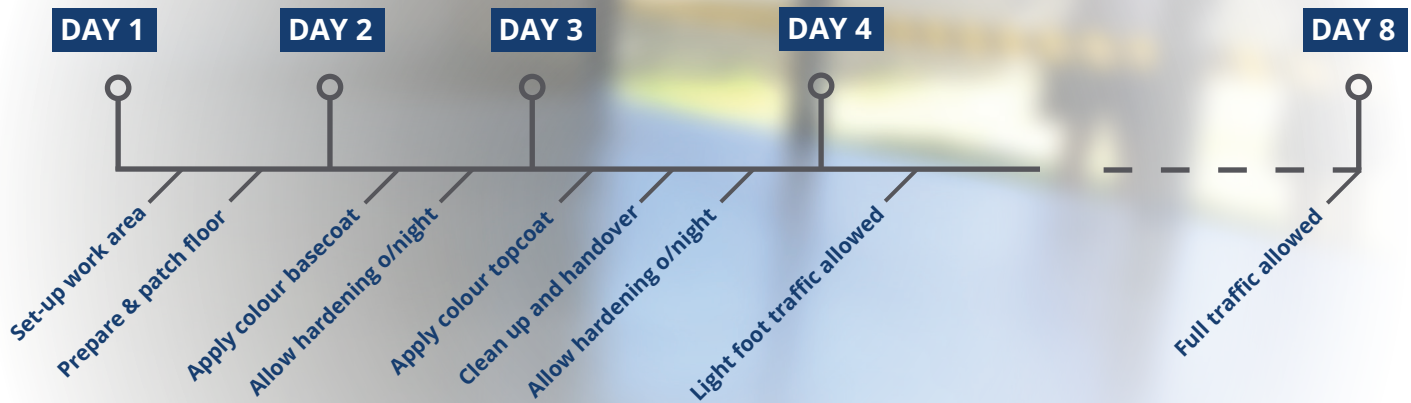 DAY 1
DAY 2
DAY 3
DAY 4
DAY 8
Set-up work area
Prepare & patch floor
Apply colour basecoat
Allow hardening o/night
Apply colour topcoat
Clean up and handover
Allow hardening o/night
Light foot traffic allowed
Full traffic allowed